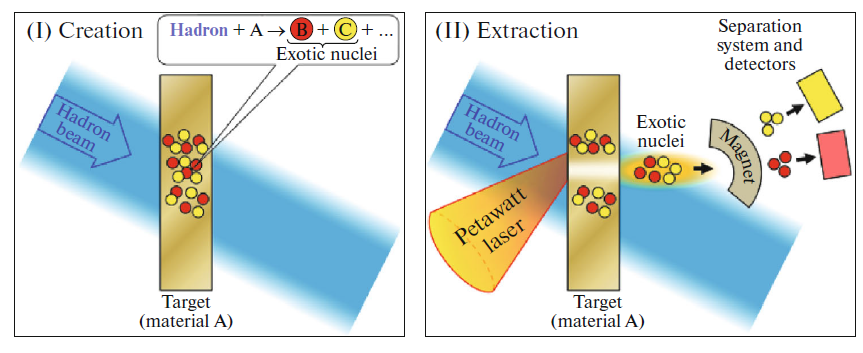 (I) Creation
Hadron + A → B + C + ...
Exotic nuclei
Hadron
beam
Target
(material A)
(II) Extraction
Separation
system and
detectors
Hadron
beam
Exotic
nuclei
Magnet
Petawatt
laser
Target
(material A)